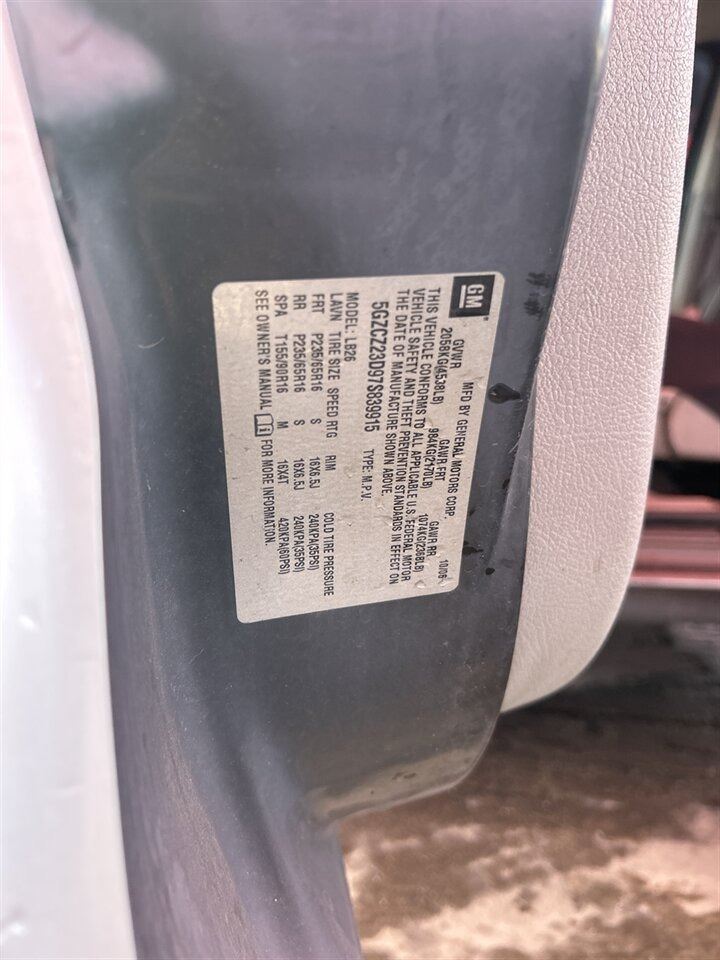 GM
MFD BY GENERAL MOTORS CORP. 10/06
GVWR GAWR FRT GAWR RR
2058KG(4538LB) 984KG(2170LB) 1074KG(2368LB)
THIS VEHICLE CONFORMS TO ALL APPLICABLE U.S. FEDERAL MOTOR
VEHICLE SAFETY AND THEFT PREVENTION STANDARDS IN EFFECT ON
THE DATE OF MANUFACTURE SHOWN ABOVE.
5GZCZ23D97S839915 TYPE: M.P.V.
MODEL: LB26
LAVN TIRE SIZE SPEED RTG RIM COLD TIRE PRESSURE
FRT P235/65R16 S 16X6.5J 240KPA(35PSI)
RR P235/65R16 S 16X6.5J 240KPA(35PSI)
SPA T155/90R16 M 16X4T 420KPA(60PSI)
SEE OWNER'S MANUAL FOR MORE INFORMATION.